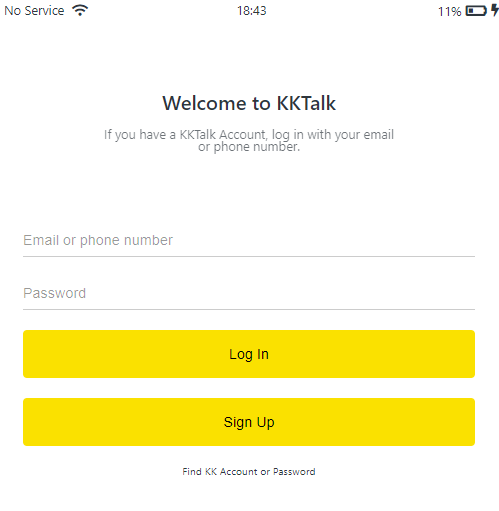 No Service 18:43 11%
Welcome to KKTalk
If you have a KKTalk Account, log in with your email
or phone number.
Email or phone number
Password
Log In
Sign Up
Find KK Account or Password